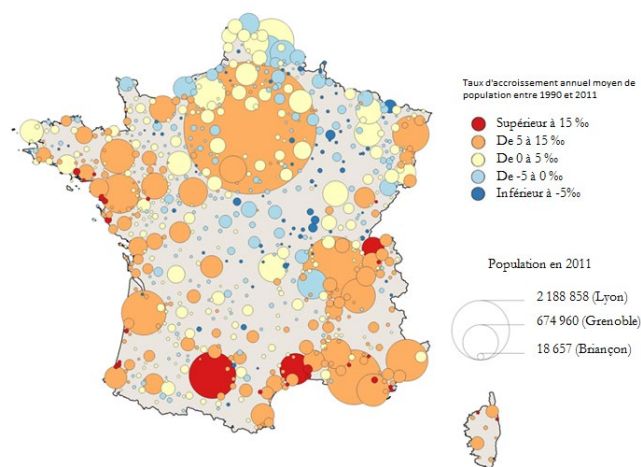 Taux d'accroissement annuel moyen de
population entre 1990 et 2011
Supérieur à 15 ‰
De 5 à 15 ‰
De 0 à 5 ‰
De -5 à 0 ‰
Inférieur à -5‰
Population en 2011
2 188 858 (Lyon)
674 960 (Grenoble)
18 657 (Briançon)